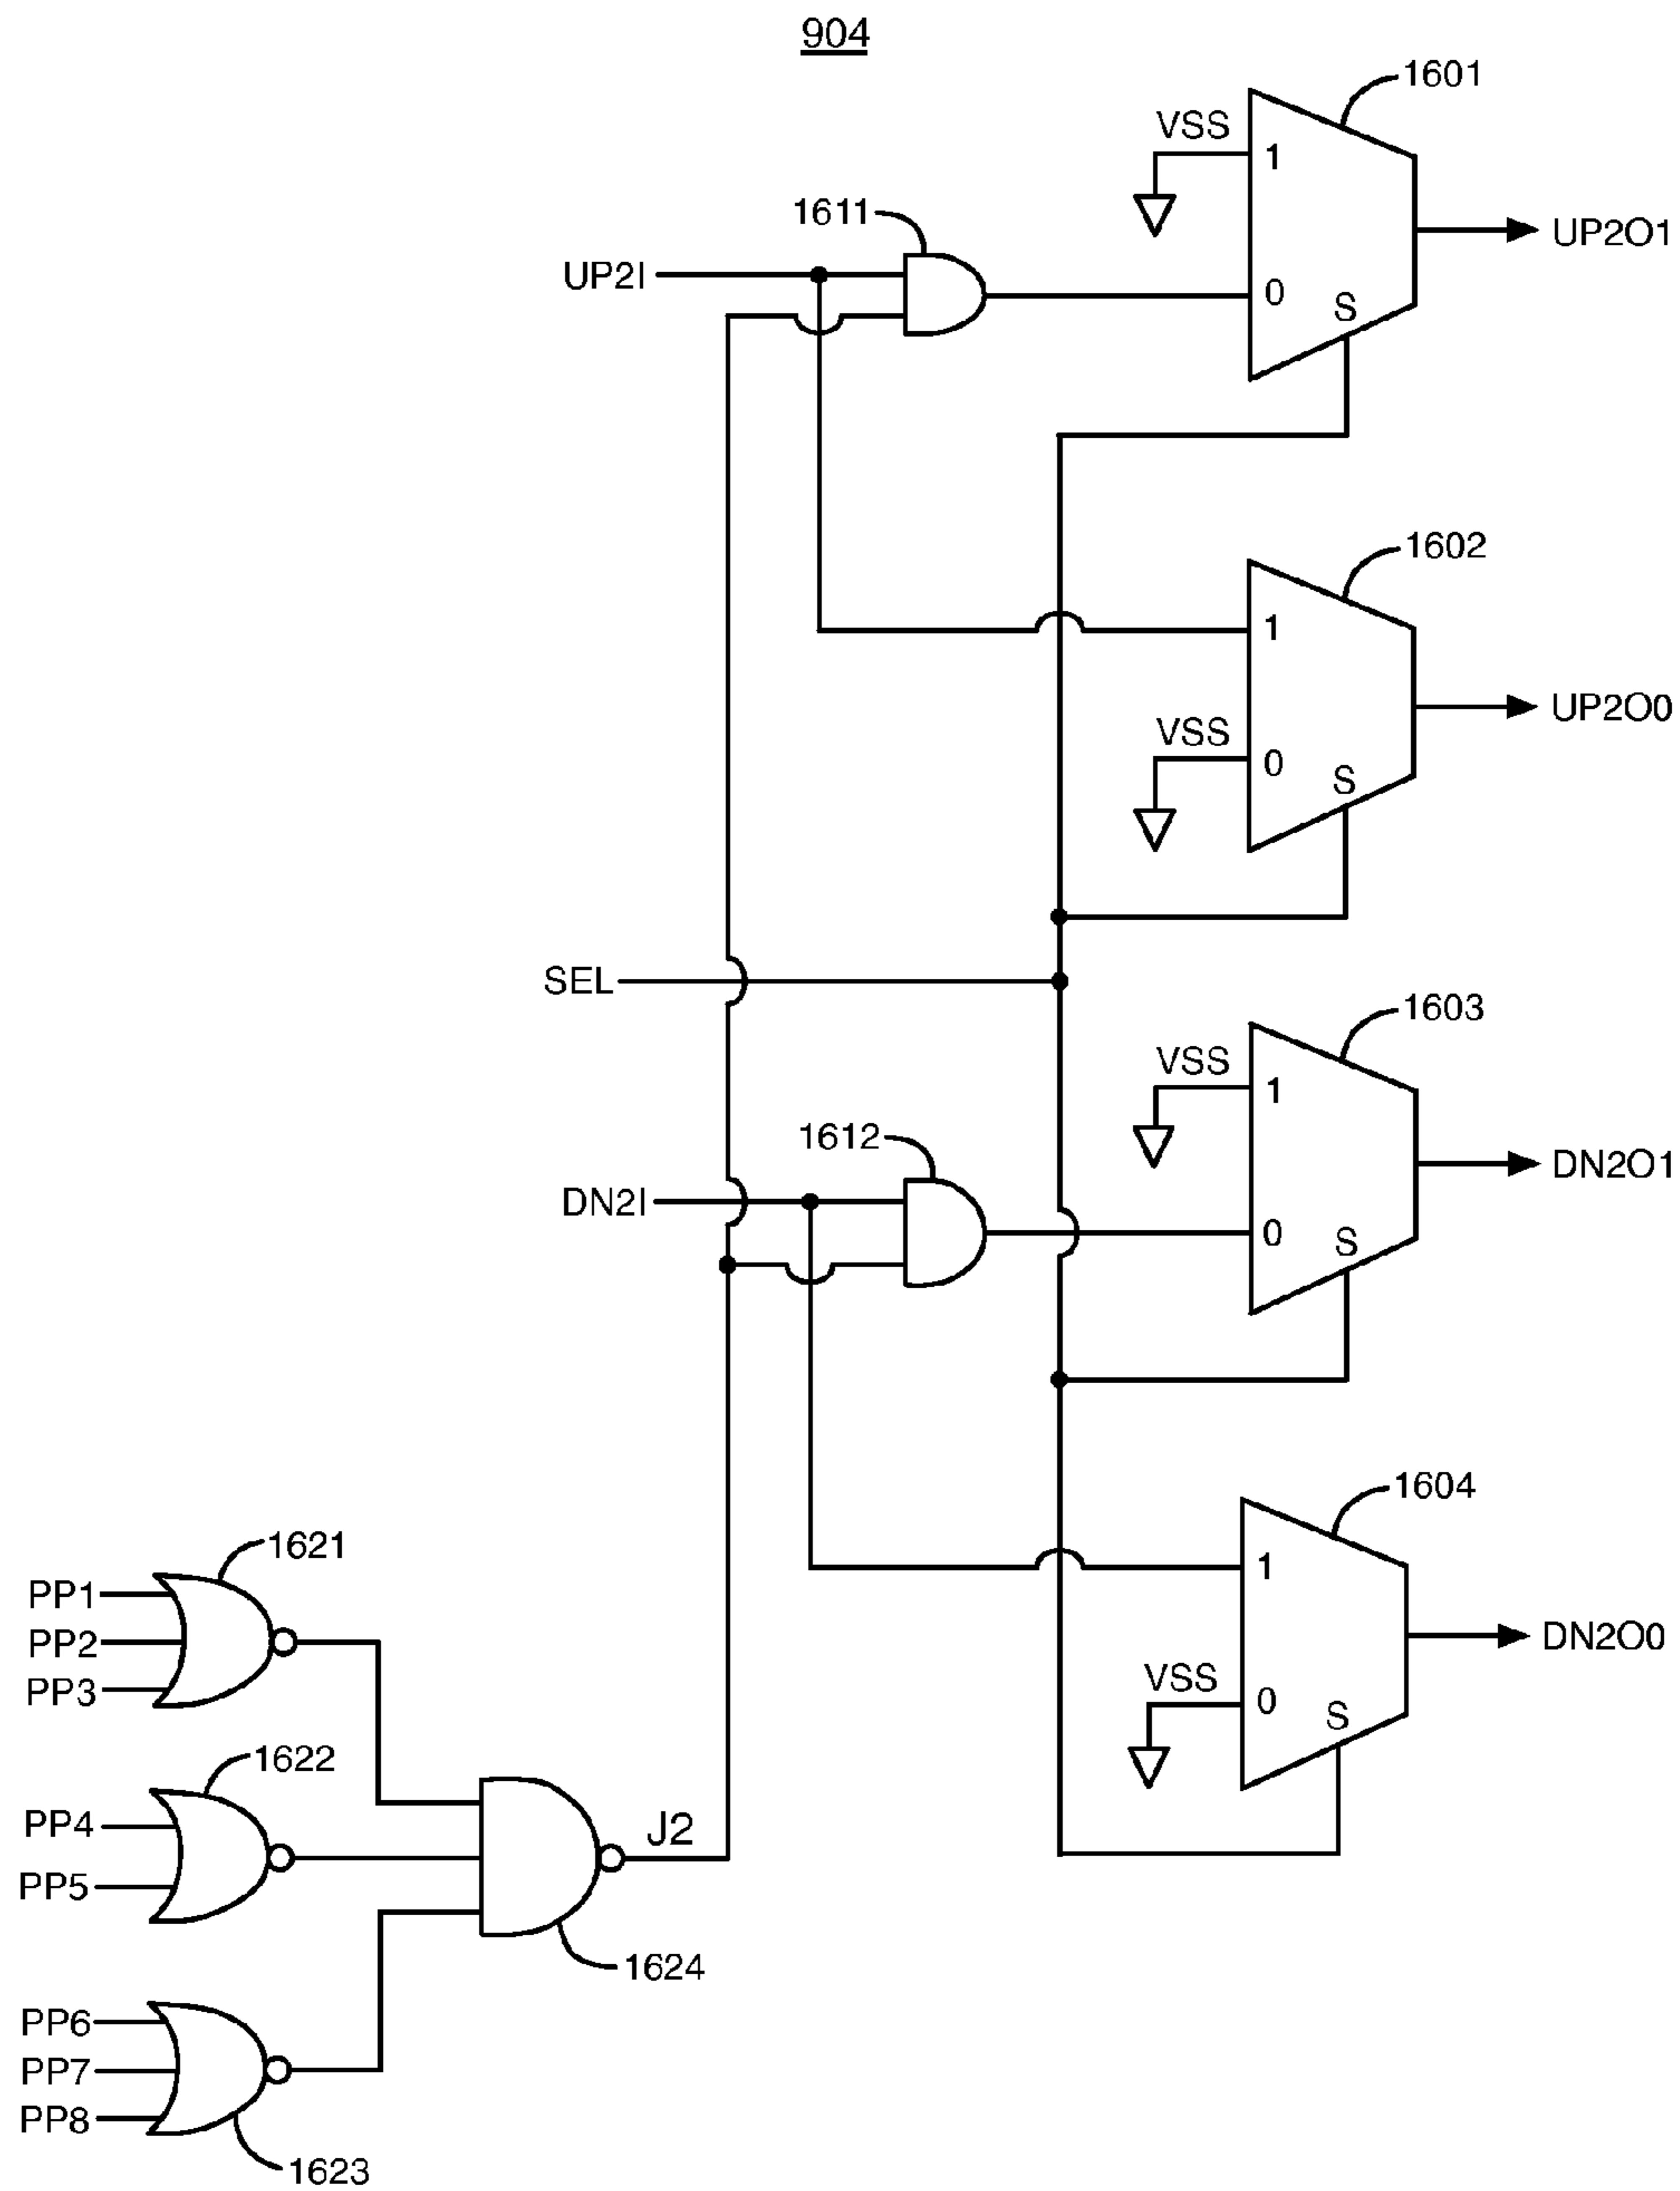 904
1601
VSS
1
1611
UP2O1
UP2I
0
S
1602
1
UP2O0
VSS
0
S
SEL
1603
VSS
1
1612
DN2O1
DN2I
0
S
1604
1621
1
PP1
PP2
DN2O0
PP3
VSS
0
S
1622
PP4
J2
PP5
1624
PP6
PP7
PP8
1623